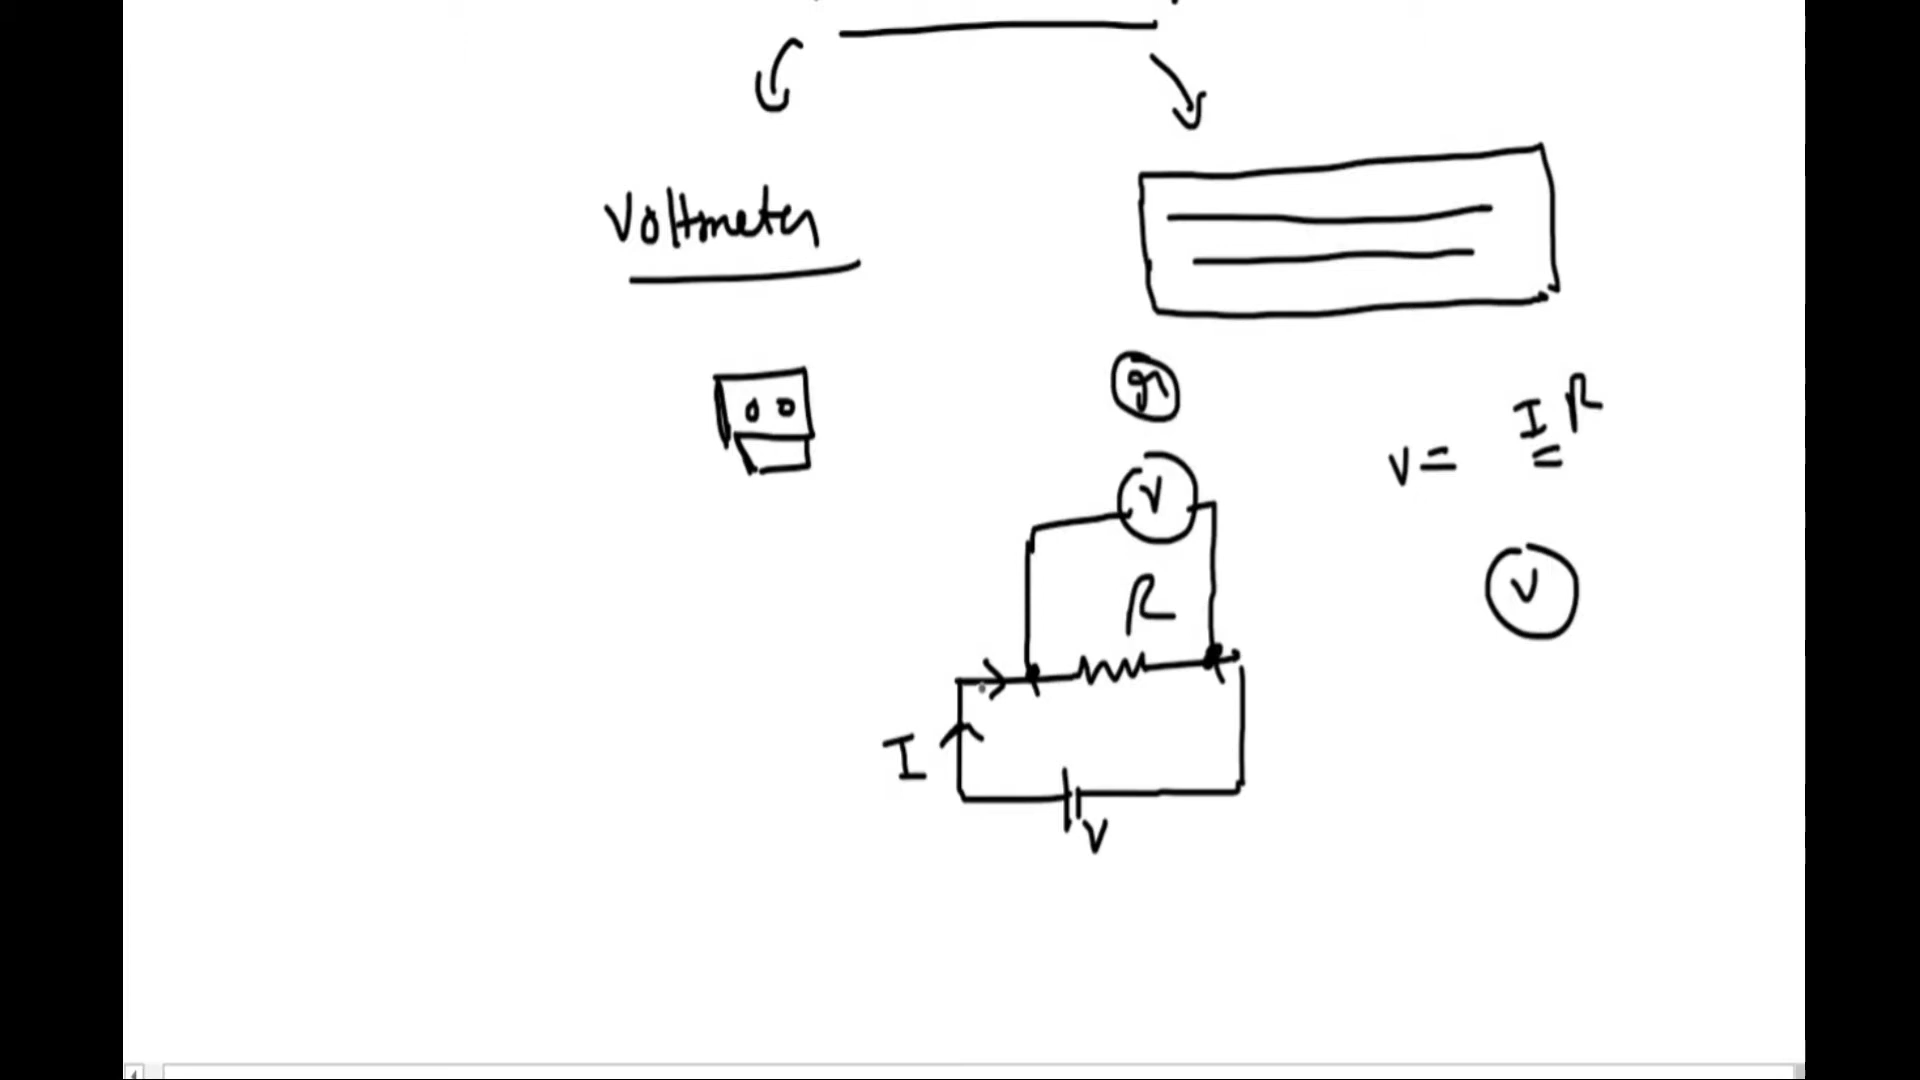 Voltmeter
V = IR
V
V
R
I
V